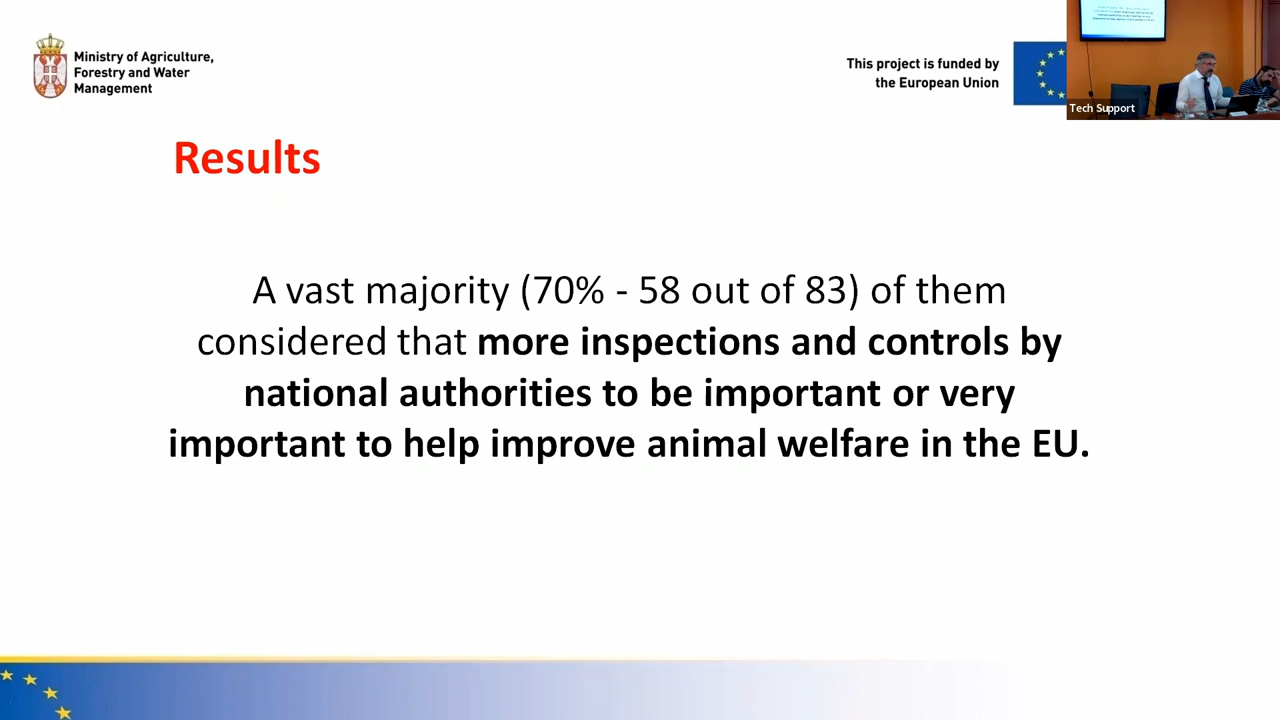 Ministry of Agriculture,
Forestry and Water
Management
This project is funded by
the European Union
Tech Support
Results
A vast majority (70% - 58 out of 83) of them
considered that more inspections and controls by
national authorities to be important or very
important to help improve animal welfare in the EU.